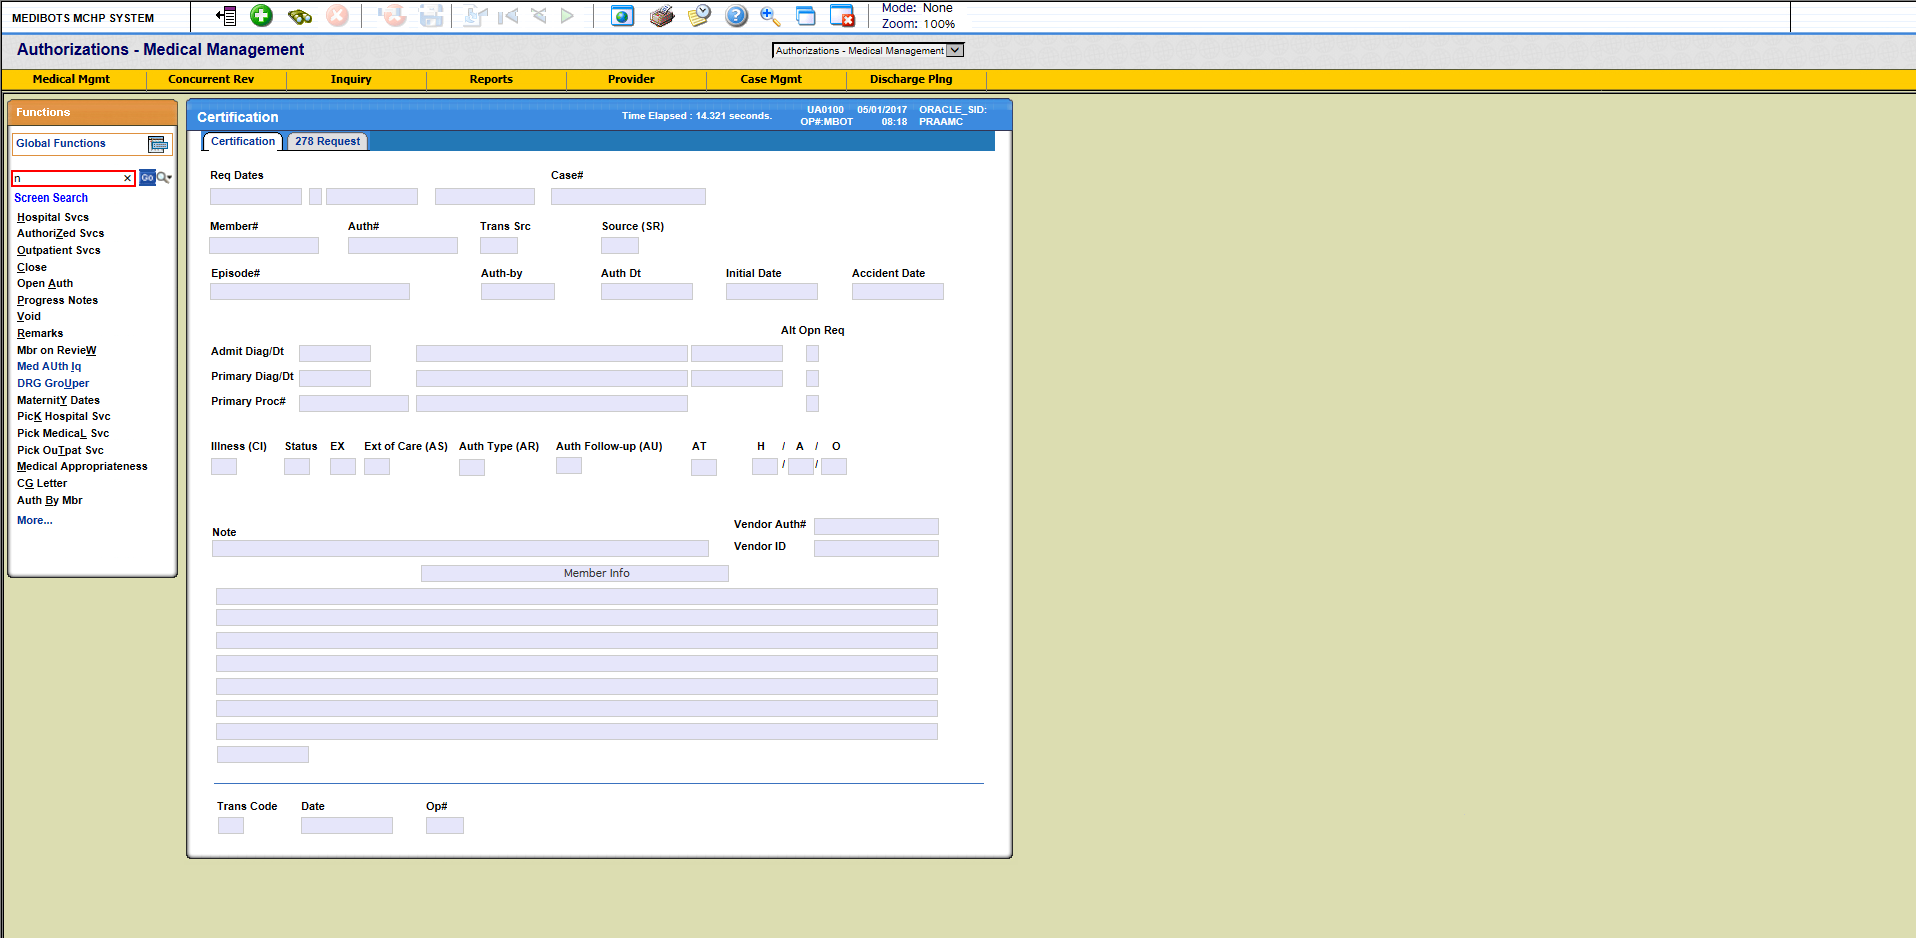 MEDIBOTS MCHP SYSTEM
Mode: None
Zoom: 100%
Authorizations - Medical Management
Authorizations - Medical Management
Medical Mgmt Concurrent Rev Inquiry Reports Provider Case Mgmt Discharge Plng
Functions
Global Functions
n
Go
Screen Search
Hospital Svcs
AuthoriZed Svcs
Outpatient Svcs
Close
Open Auth
Progress Notes
Void
Remarks
Mbr on RevieW
Med AUth Iq
DRG GroUper
MaternitY Dates
PicK Hospital Svc
Pick MedicaL Svc
Pick OuTpat Svc
Medical Appropriateness
CG Letter
Auth By Mbr
More...
Certification
Time Elapsed : 14.321 seconds.
UA0100 05/01/2017 ORACLE_SID:
OP#:MBOT 08:18 PRAAMC
Certification 278 Request
Req Dates Case#
Member# Auth# Trans Src Source (SR)
Episode# Auth-by Auth Dt Initial Date Accident Date
Alt Opn Req
Admit Diag/Dt
Primary Diag/Dt
Primary Proc#
Illness (CI) Status EX Ext of Care (AS) Auth Type (AR) Auth Follow-up (AU) AT H / A / O
/ /
Vendor Auth#
Note
Vendor ID
Member Info
Trans Code Date Op#